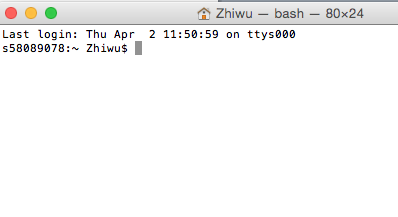 Zhiwu — bash — 80×24
Last login: Thu Apr  2 11:50:59 on ttys000
s58089078:~ Zhiwu$